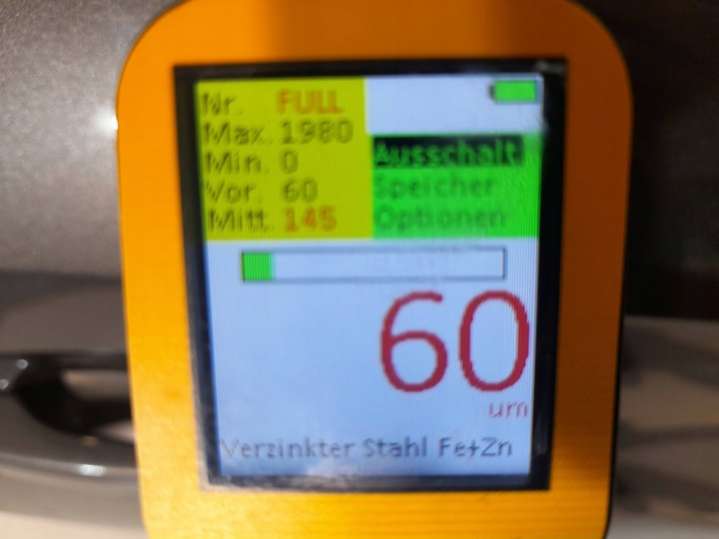 Nr. FULL
Max. 1980
Min. 0
Vor. 60
Mitt. 145
Ausschalt
Speicher
Optionen
60
um
Verzinkter Stahl Fe+Zn